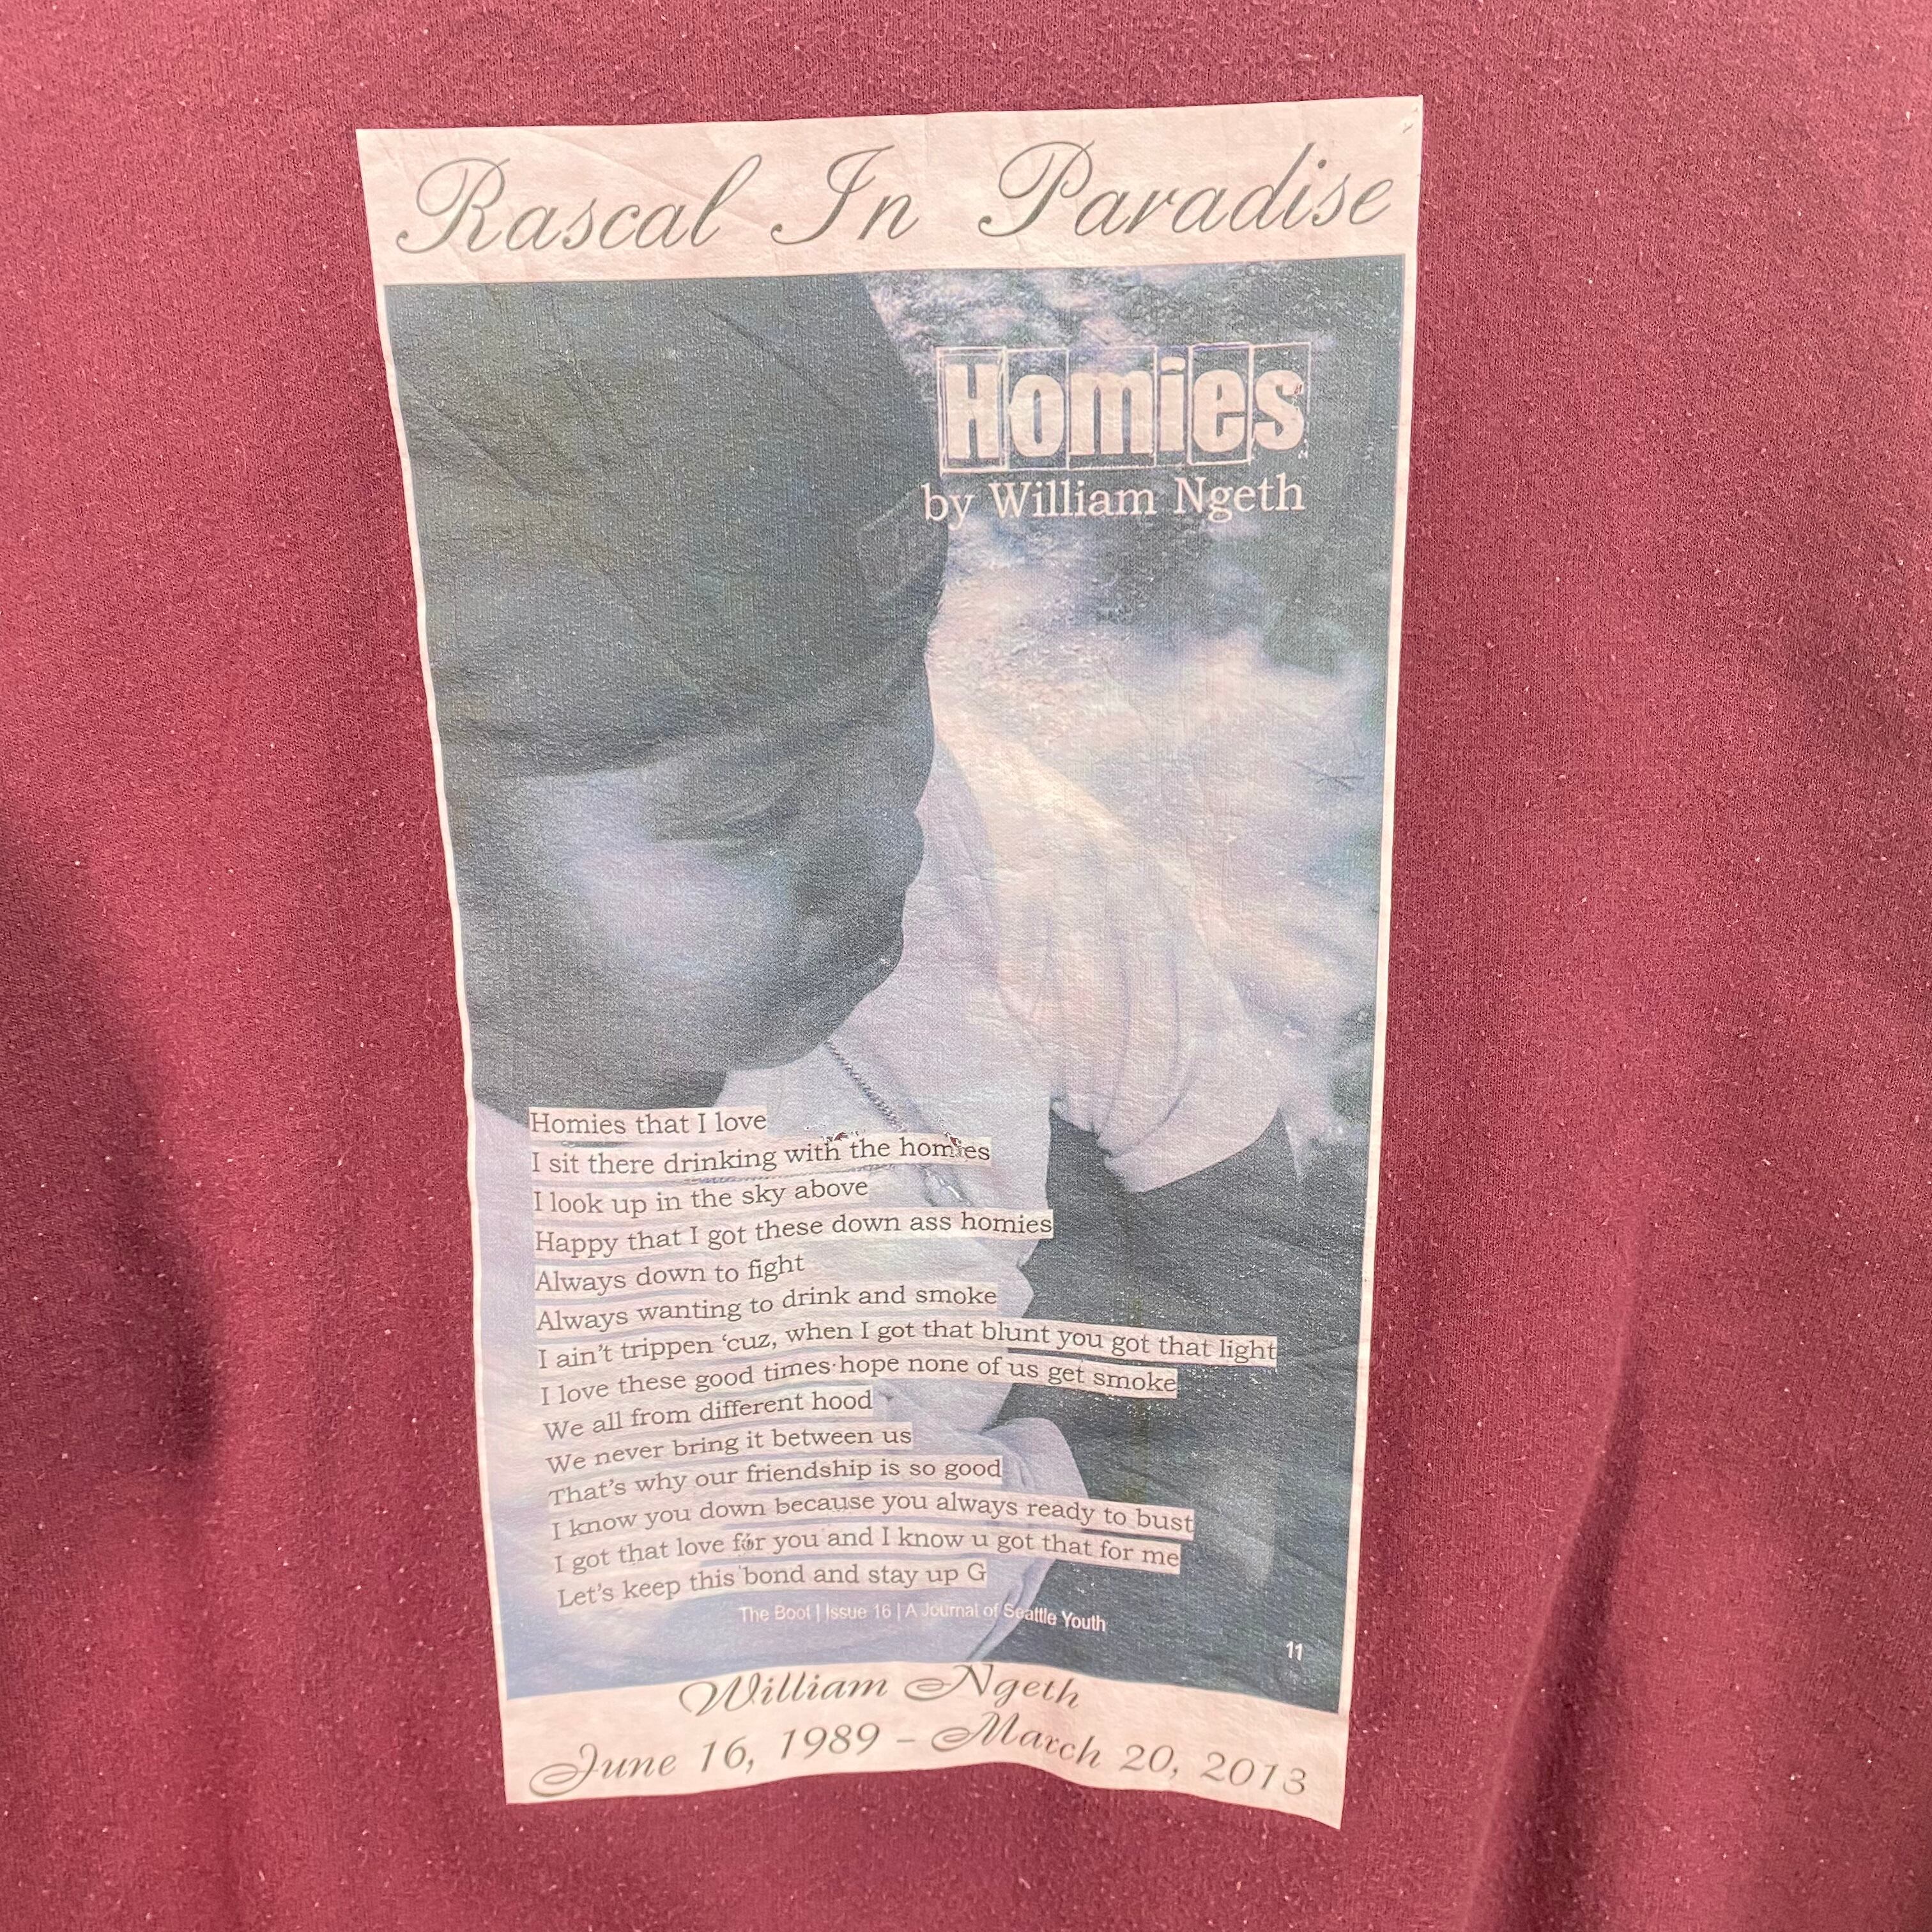 Rascal In Paradise
Homies
by William Ngeth
Homies that I love
I sit there drinking with the homies
I look up in the sky above
Happy that I got these down ass homies
Always down to fight
Always wanting to drink and smoke
I ain't trippen 'cuz, when I got that blunt you got that light
I love these good times hope none of us get smoke
We all from different hood
We never bring it between us
That's why our friendship is so good
I know you down because you always ready to bust
I got that love for you and I know u got that for me
Let's keep this bond and stay up G
The Boot | Issue 16 | A Journal of Seattle Youth
11
William Ngeth
June 16, 1989 - March 20, 2013